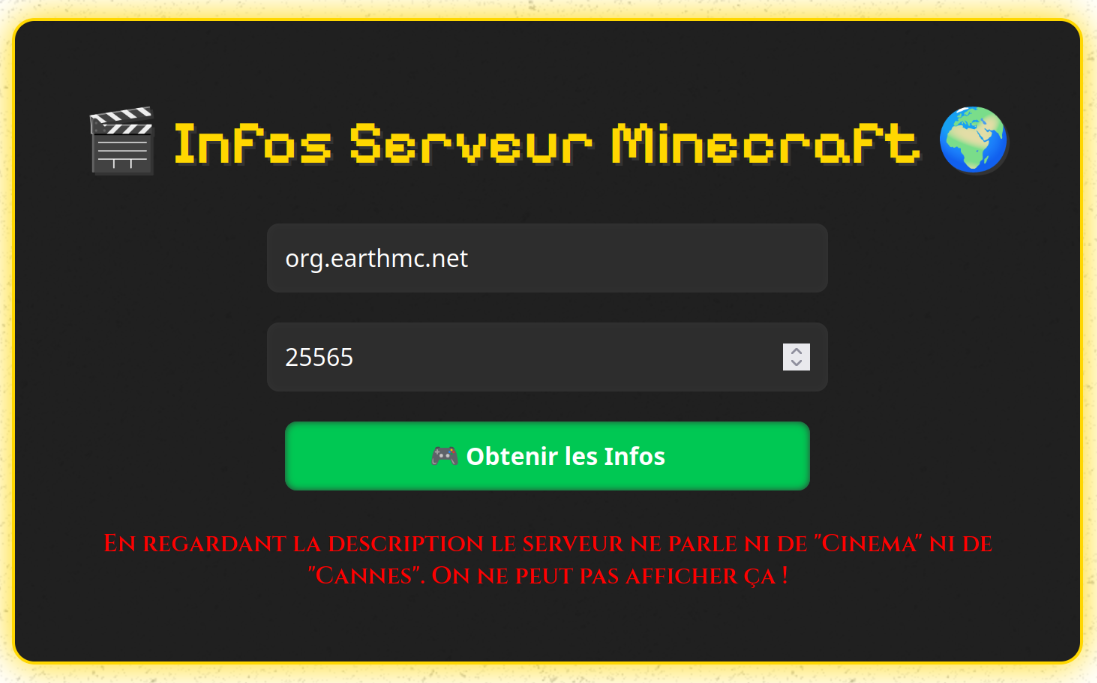 🎬 Infos Serveur Minecraft 🌍
org.earthmc.net
25565
🎮 Obtenir les Infos
En regardant la description le serveur ne parle ni de "Cinema" ni de
"Cannes". On ne peut pas afficher ça !